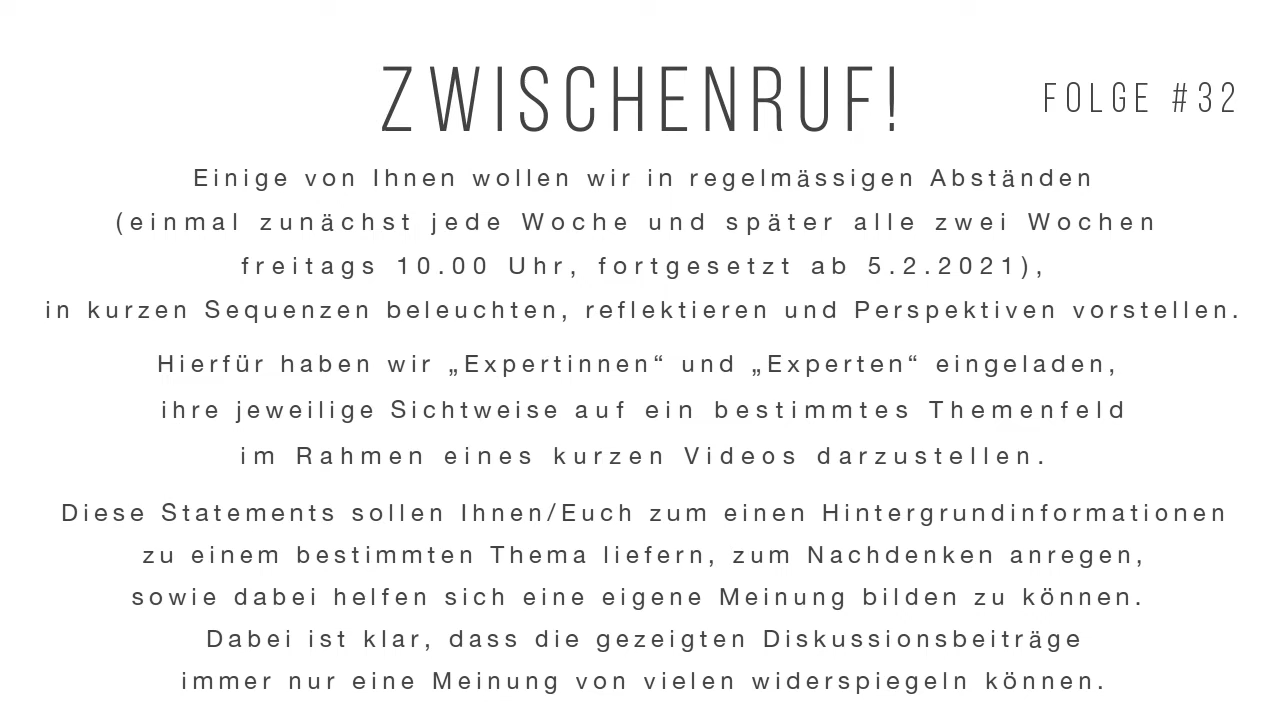 ZWISCHENRUF!
FOLGE #32
Einige von Ihnen wollen wir in regelmässigen Abständen
(einmal zunächst jede Woche und später alle zwei Wochen
freitags 10.00 Uhr, fortgesetzt ab 5.2.2021),
in kurzen Sequenzen beleuchten, reflektieren und Perspektiven vorstellen.
Hierfür haben wir „Expertinnen“ und „Experten“ eingeladen,
ihre jeweilige Sichtweise auf ein bestimmtes Themenfeld
im Rahmen eines kurzen Videos darzustellen.
Diese Statements sollen Ihnen/Euch zum einen Hintergrundinformationen
zu einem bestimmten Thema liefern, zum Nachdenken anregen,
sowie dabei helfen sich eine eigene Meinung bilden zu können.
Dabei ist klar, dass die gezeigten Diskussionsbeiträge
immer nur eine Meinung von vielen widerspiegeln können.